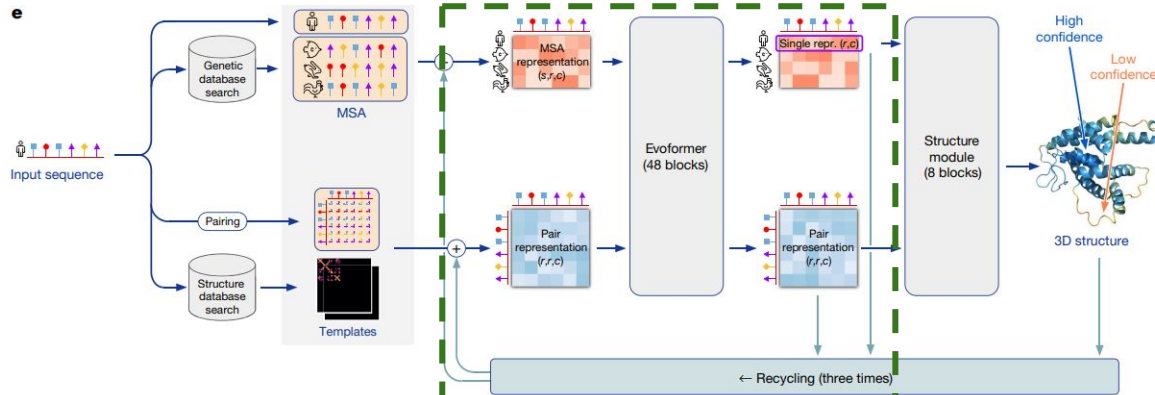 e
Genetic
database
search
MSA
Input sequence
Pairing
Structure
database
search
Templates
+
MSA
representation
(s,r,c)
Evoformer
(48 blocks)
Single repr. (r,c)
+
Pair
representation
(r,r,c)
Pair
representation
(r,r,c)
Structure
module
(8 blocks)
High
confidence
Low
confidence
3D structure
← Recycling (three times)